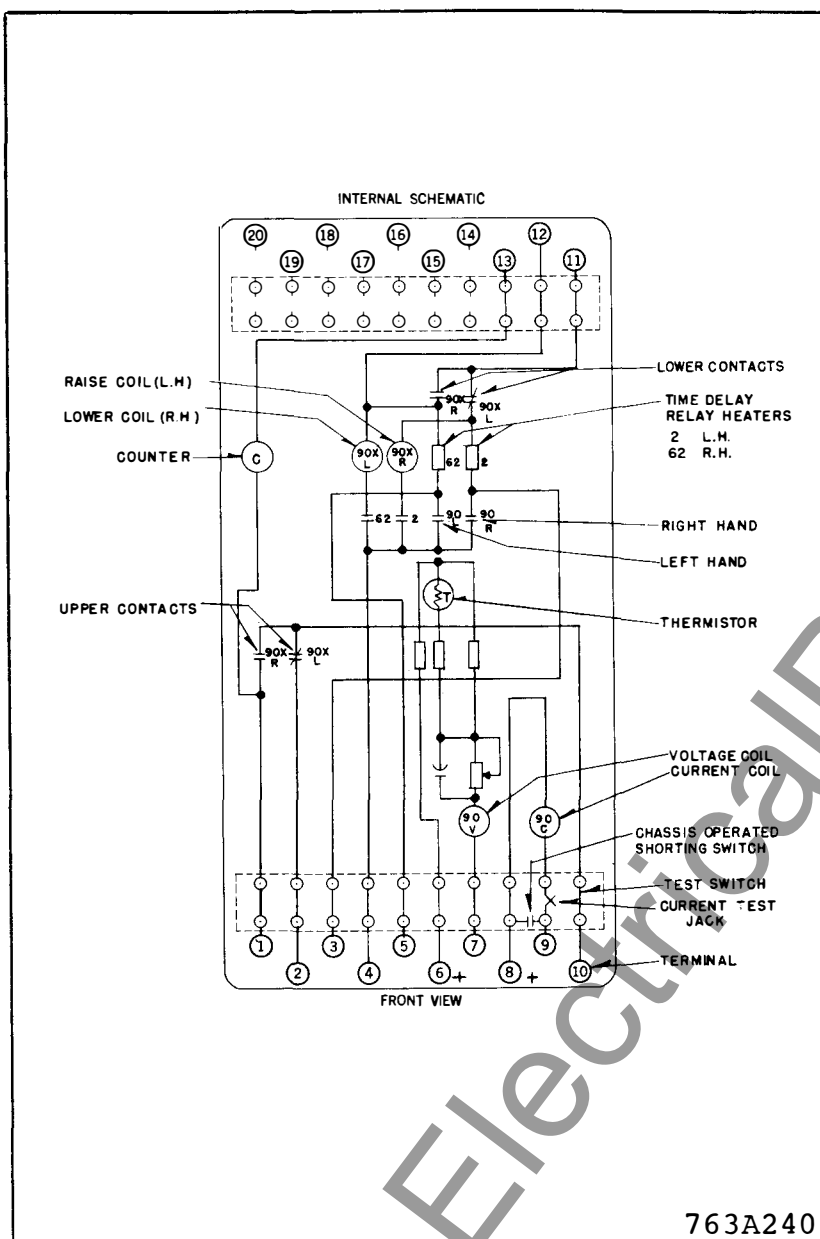 INTERNAL SCHEMATIC
20 18 16 14 12
19 17 15 13 11
LOWER CONTACTS
RAISE COIL (L.H)
90X R
90X L
TIME DELAY
RELAY HEATERS
2 L.H.
62 R.H.
LOWER COIL (R.H)
COUNTER
C
90X L
90X R
62
2
62
2
90
90 R
RIGHT HAND
LEFT HAND
T
THERMISTOR
UPPER CONTACTS
90X R
90X L
VOLTAGE COIL
CURRENT COIL
90 V
90 C
CHASSIS OPERATED
SHORTING SWITCH
TEST SWITCH
CURRENT TEST
JACK
1 3 5 7 9
2 4 6 + 8 + 10
TERMINAL
FRONT VIEW
763A240